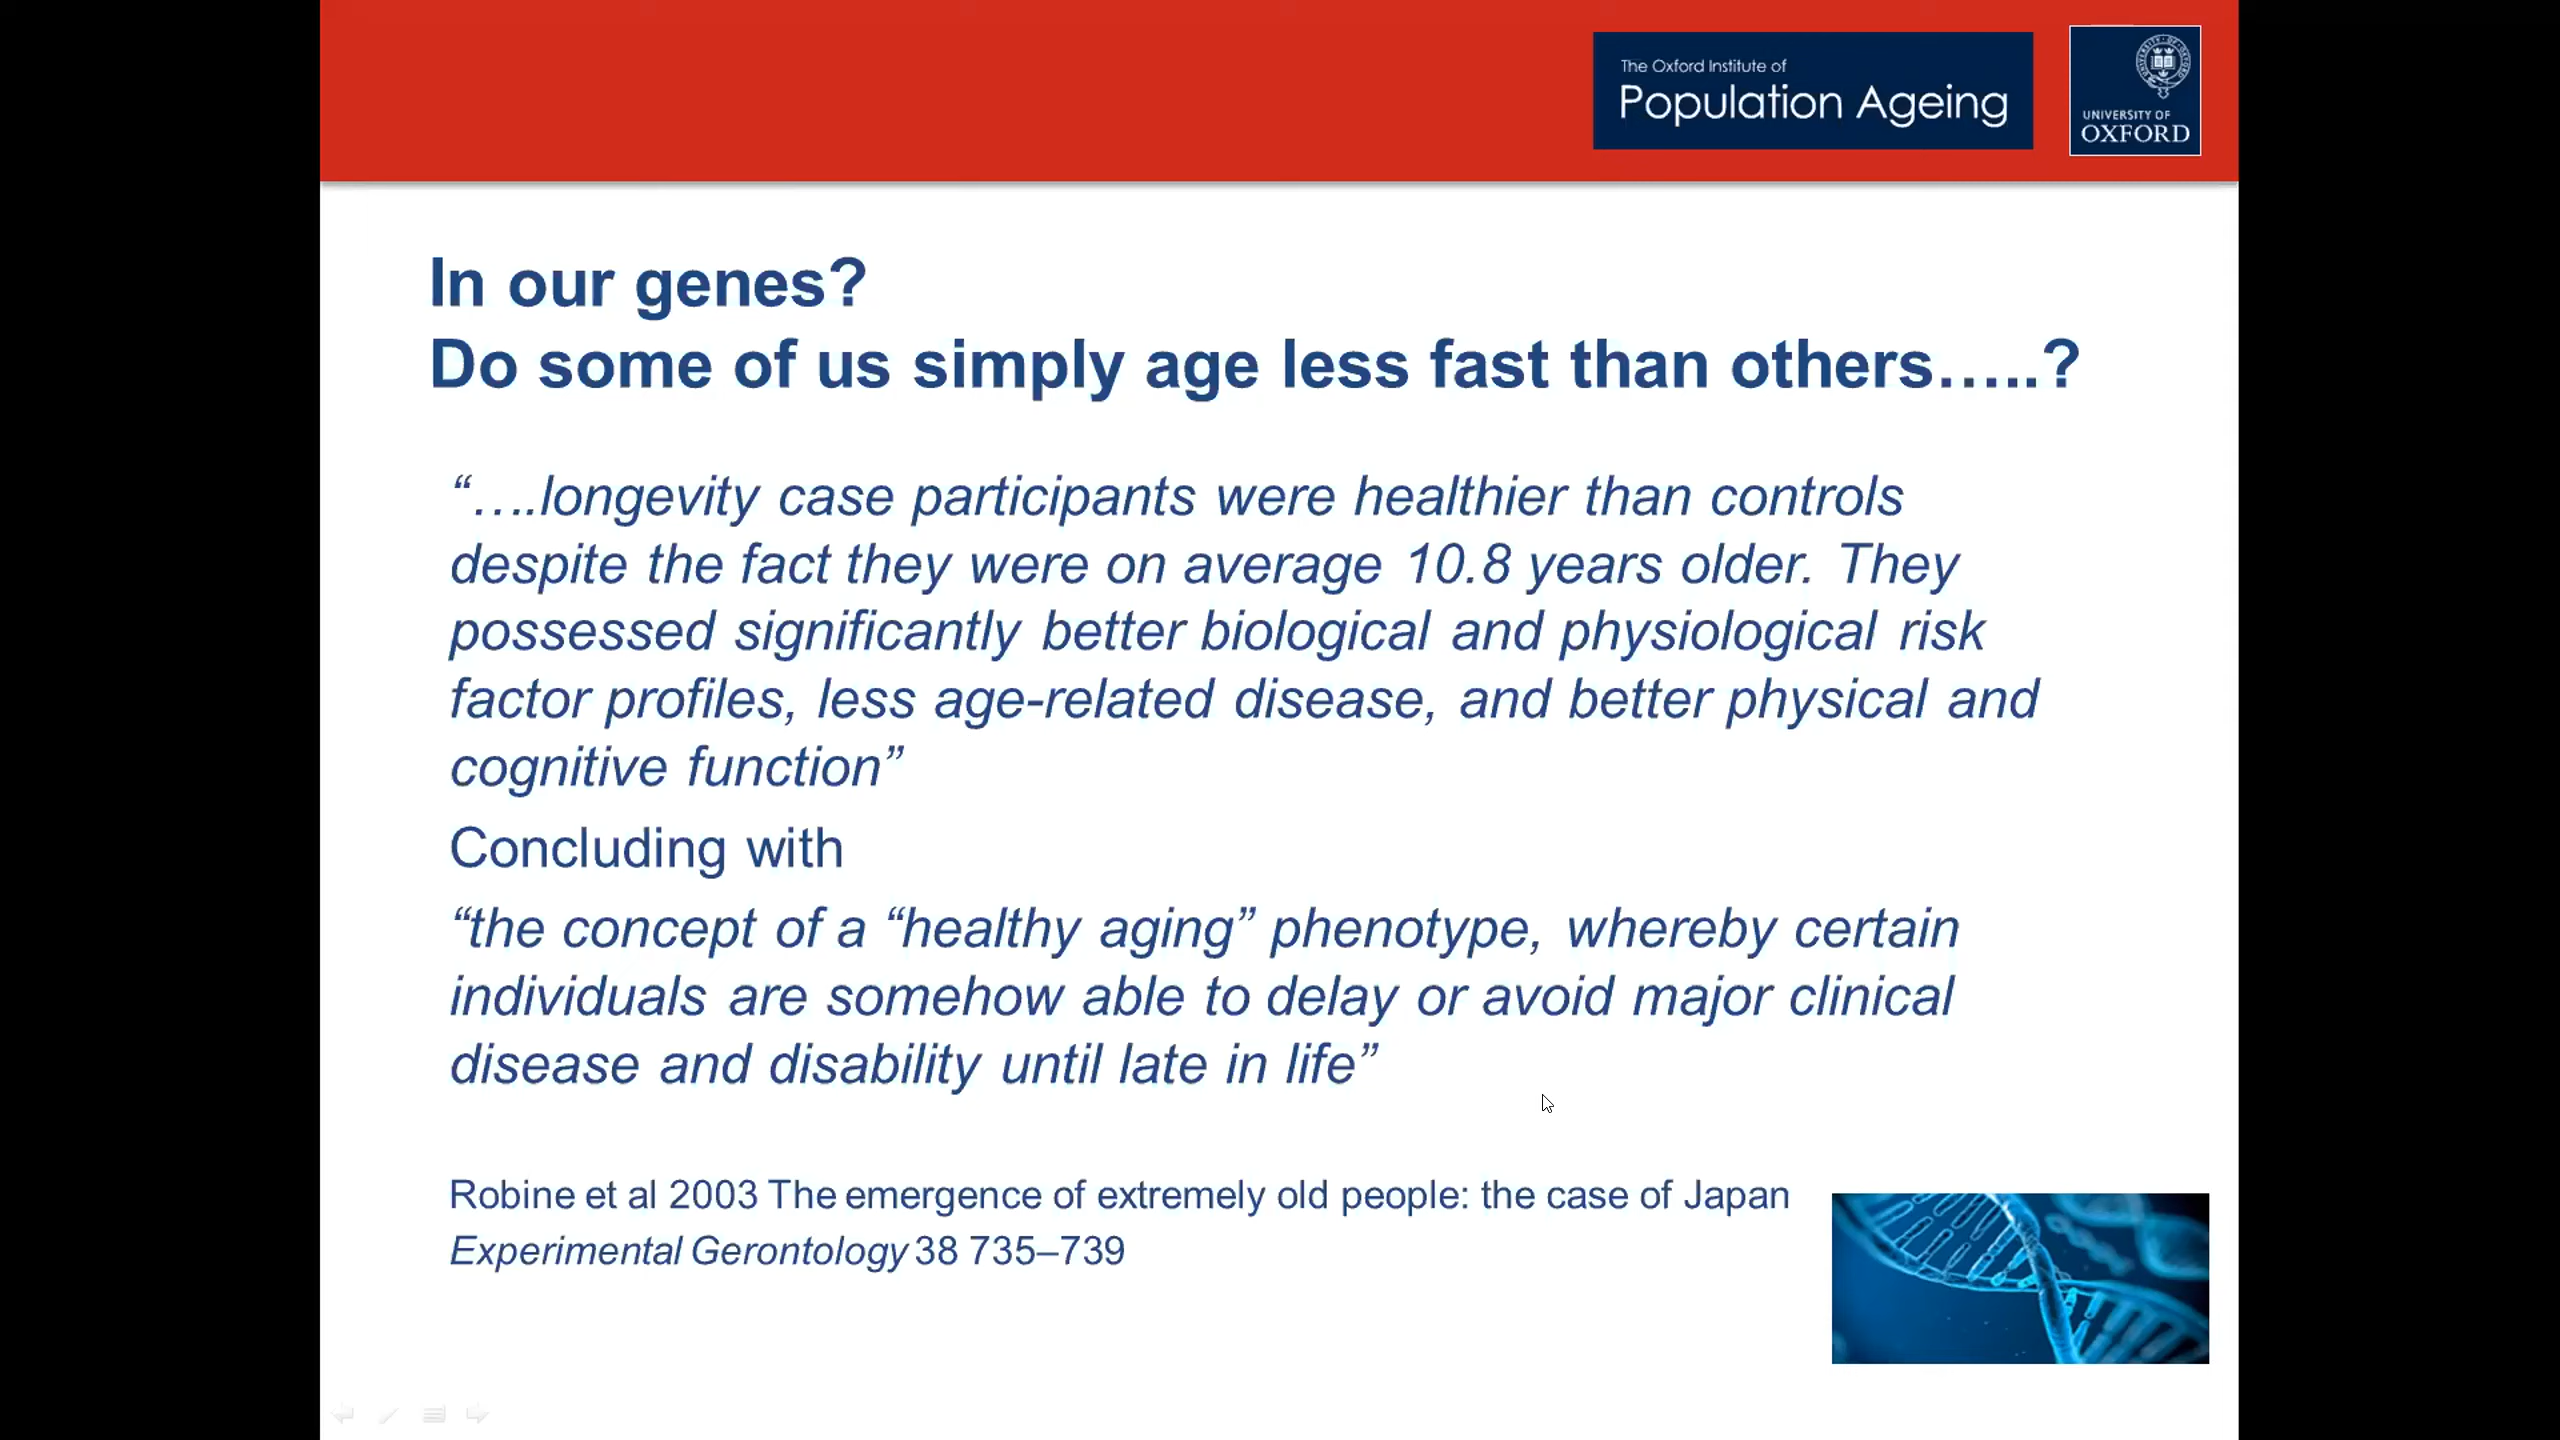 The Oxford Institute of
Population Ageing
UNIVERSITY OF
OXFORD
In our genes?
Do some of us simply age less fast than others…..?
“….longevity case participants were healthier than controls
despite the fact they were on average 10.8 years older. They
possessed significantly better biological and physiological risk
factor profiles, less age-related disease, and better physical and
cognitive function”
Concluding with
“the concept of a “healthy aging” phenotype, whereby certain
individuals are somehow able to delay or avoid major clinical
disease and disability until late in life”
Robine et al 2003 The emergence of extremely old people: the case of Japan
Experimental Gerontology 38 735–739